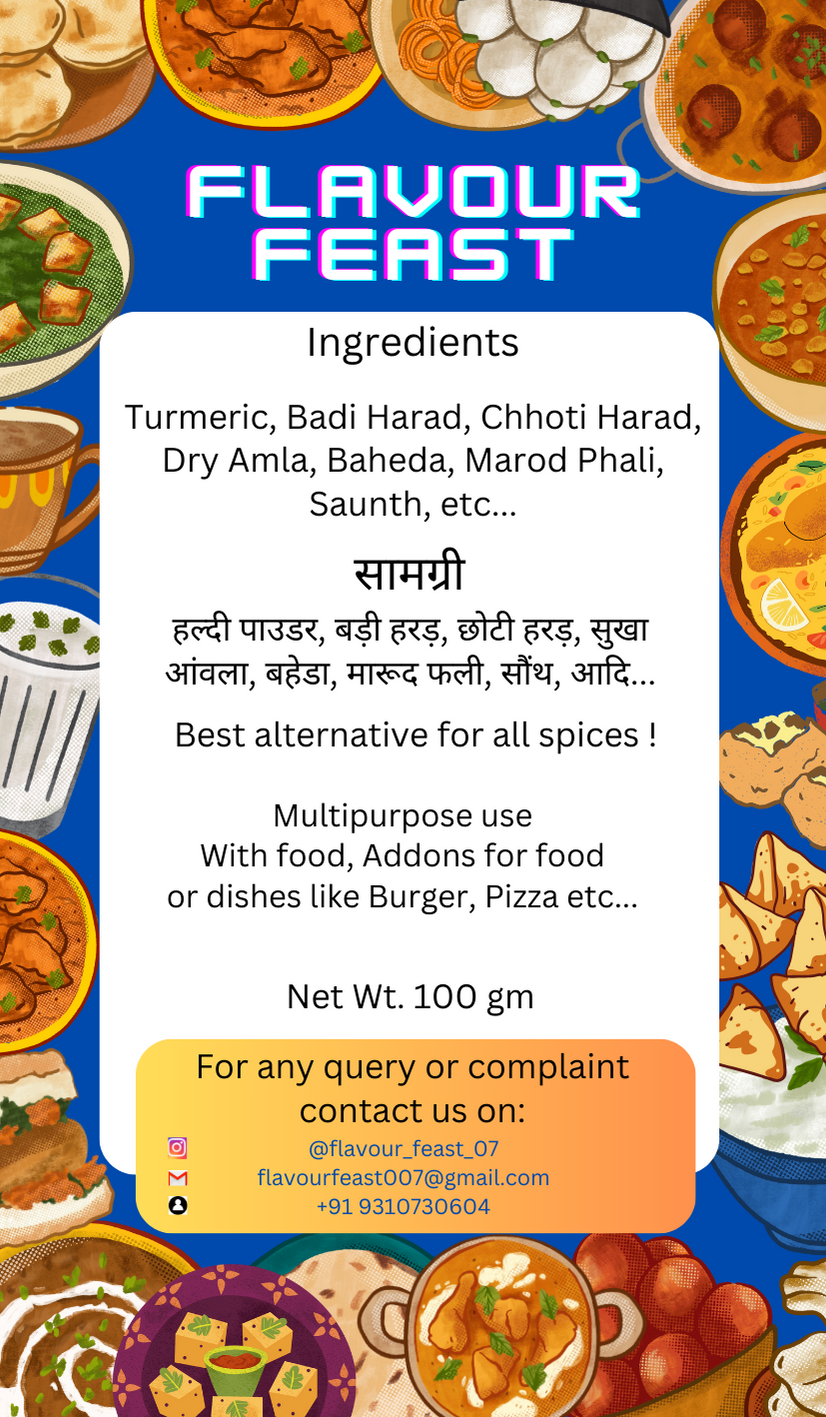 FLAVOUR
FEAST
Ingredients
Turmeric, Badi Harad, Chhoti Harad,
Dry Amla, Baheda, Marod Phali,
Saunth, etc...
सामग्री
हल्दी पाउडर, बड़ी हरड़, छोटी हरड़, सुखा
आंवला, बहेडा, मारूद फली, सौंथ, आदि...
Best alternative for all spices !
Multipurpose use
With food, Addons for food
or dishes like Burger, Pizza etc...
Net Wt. 100 gm
For any query or complaint
contact us on:
@flavour_feast_07
flavourfeast007@gmail.com
+91 9310730604